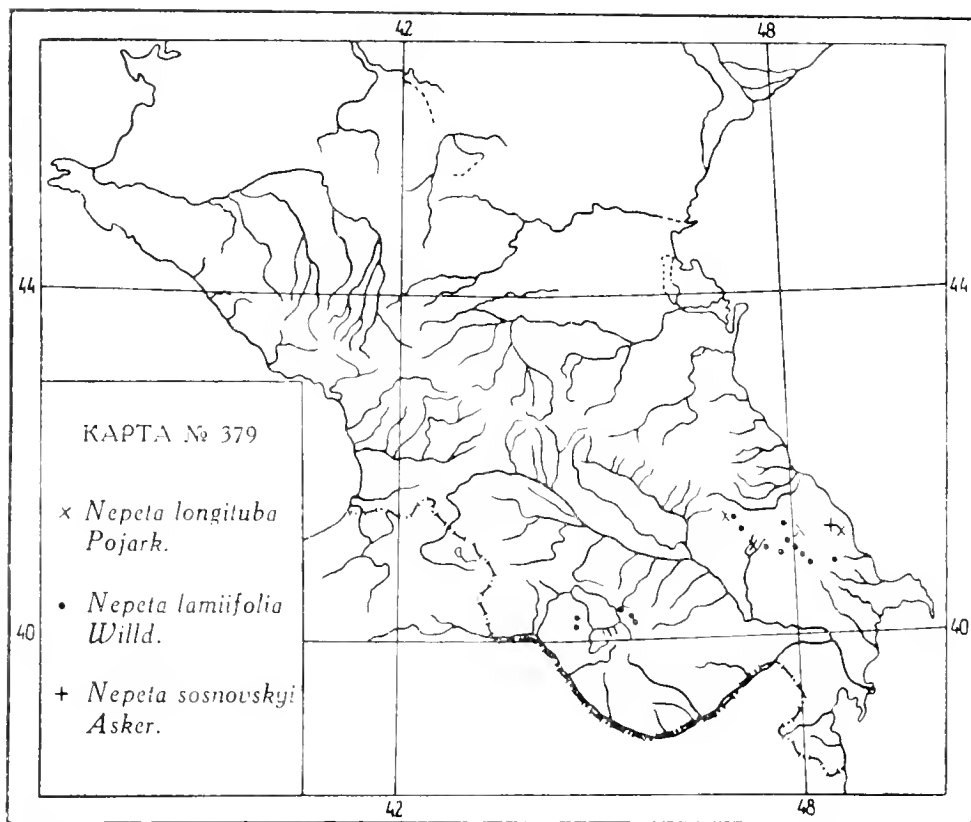 42 48
44 44
КАРТА № 379
× Nepeta longituba
Pojark.
• Nepeta lamiifolia
Willd.
+ Nepeta sosnovskyi
Asker.
40 40
42 48